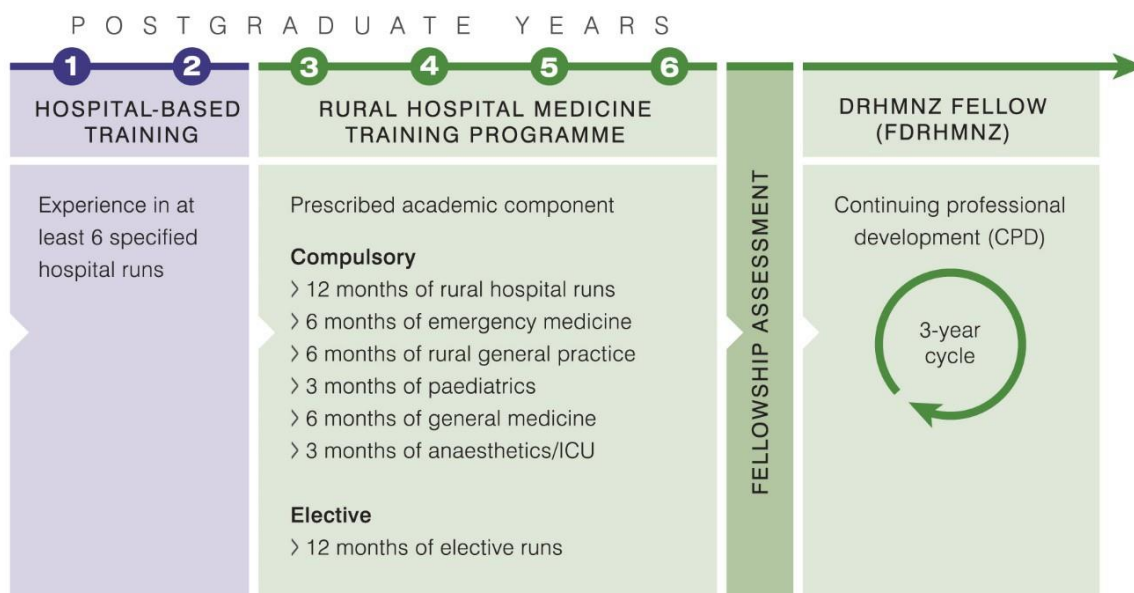 POSTGRADUATE YEARS
1 2 3 4 5 6
HOSPITAL-BASED
TRAINING
Experience in at
least 6 specified
hospital runs
RURAL HOSPITAL MEDICINE
TRAINING PROGRAMME
Prescribed academic component
Compulsory
> 12 months of rural hospital runs
> 6 months of emergency medicine
> 6 months of rural general practice
> 3 months of paediatrics
> 6 months of general medicine
> 3 months of anaesthetics/ICU
Elective
> 12 months of elective runs
FELLOWSHIP ASSESSMENT
DRHMNZ FELLOW
(FDRHMNZ)
Continuing professional
development (CPD)
3-year
cycle